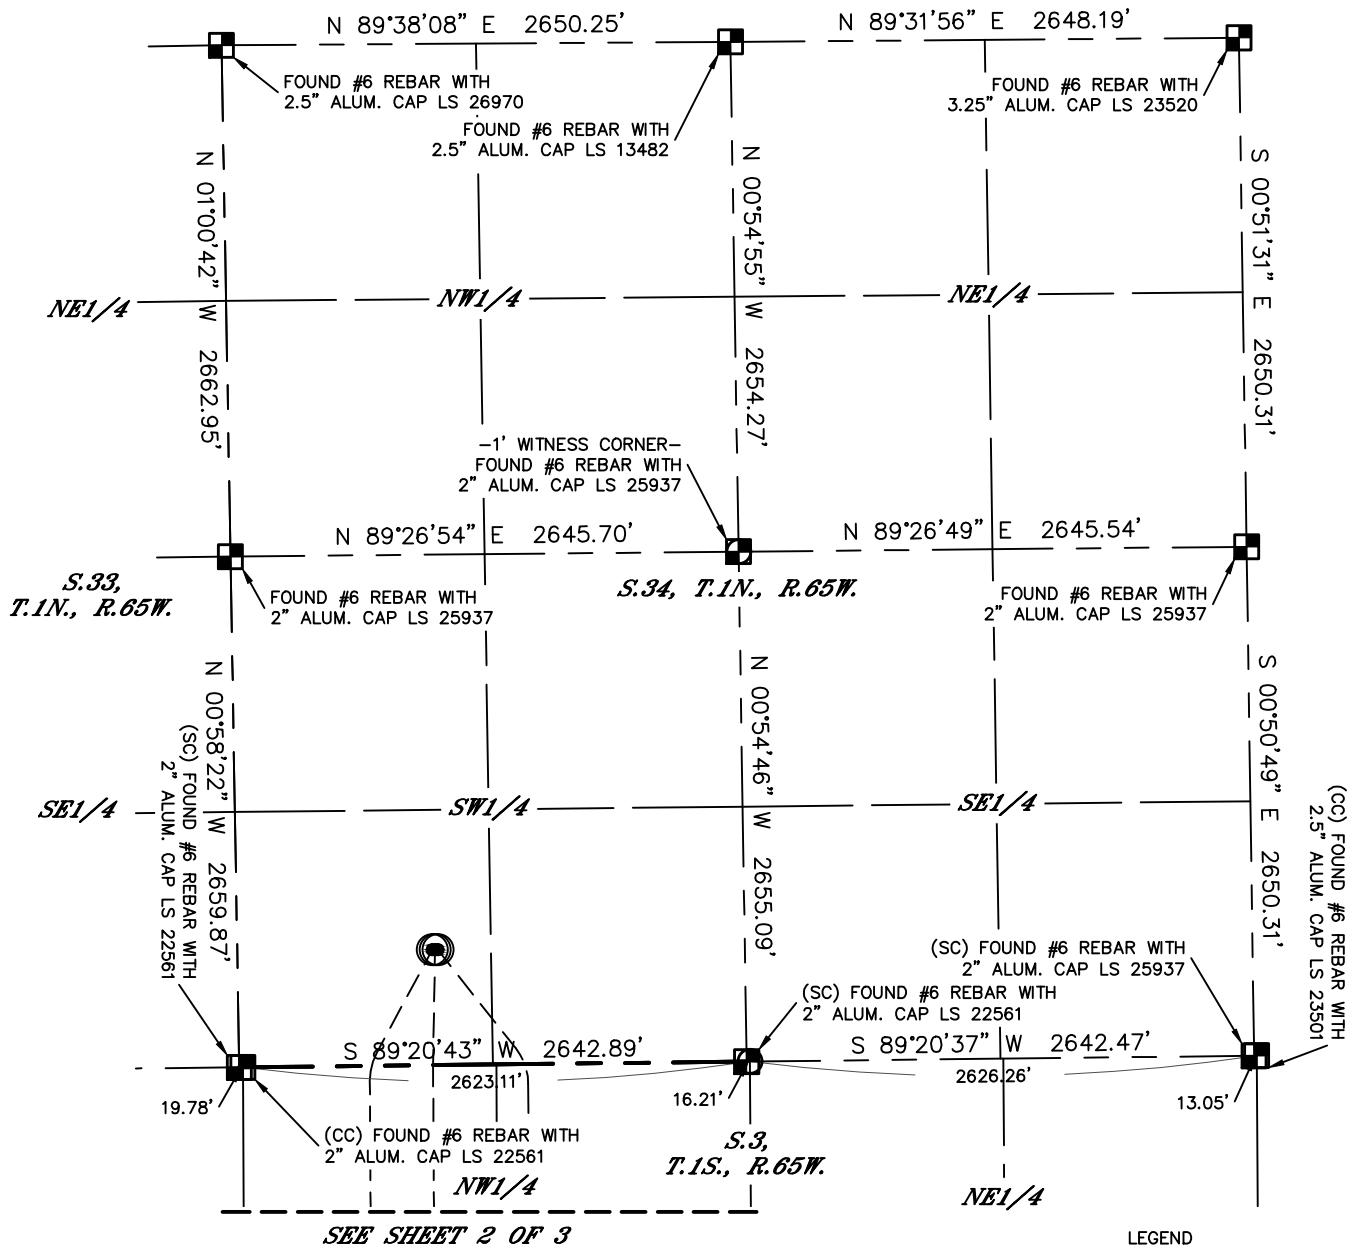 N 89°38'08" E 2650.25'
N 89°31'56" E 2648.19'
FOUND #6 REBAR WITH
2.5" ALUM. CAP LS 26970
FOUND #6 REBAR WITH
2.5" ALUM. CAP LS 13482
FOUND #6 REBAR WITH
3.25" ALUM. CAP LS 23520
N 01°00'42" W 2662.95'
N 00°54'55" W 2654.27'
S 00°51'31" E 2650.31'
NE1/4
NW1/4
NE1/4
-1' WITNESS CORNER-
FOUND #6 REBAR WITH
2" ALUM. CAP LS 25937
N 89°26'54" E 2645.70'
N 89°26'49" E 2645.54'
S.33,
T.1N., R.65W.
FOUND #6 REBAR WITH
2" ALUM. CAP LS 25937
S.34, T.1N., R.65W.
FOUND #6 REBAR WITH
2" ALUM. CAP LS 25937
N 00°58'22" W 2659.87'
N 00°54'46" W 2655.09'
S 00°50'49" E 2650.31'
(SC) FOUND #6 REBAR WITH
2" ALUM. CAP LS 22561
SE1/4
SW1/4
SE1/4
(CC) FOUND #6 REBAR WITH
2.5" ALUM. CAP LS 23501
(SC) FOUND #6 REBAR WITH
2" ALUM. CAP LS 25937
(SC) FOUND #6 REBAR WITH
2" ALUM. CAP LS 22561
S 89°20'43" W 2642.89'
S 89°20'37" W 2642.47'
2623.11'
2626.26'
19.78'
16.21'
13.05'
(CC) FOUND #6 REBAR WITH
2" ALUM. CAP LS 22561
S.3,
T.1S., R.65W.
NW1/4
NE1/4
SEE SHEET 2 OF 3
LEGEND